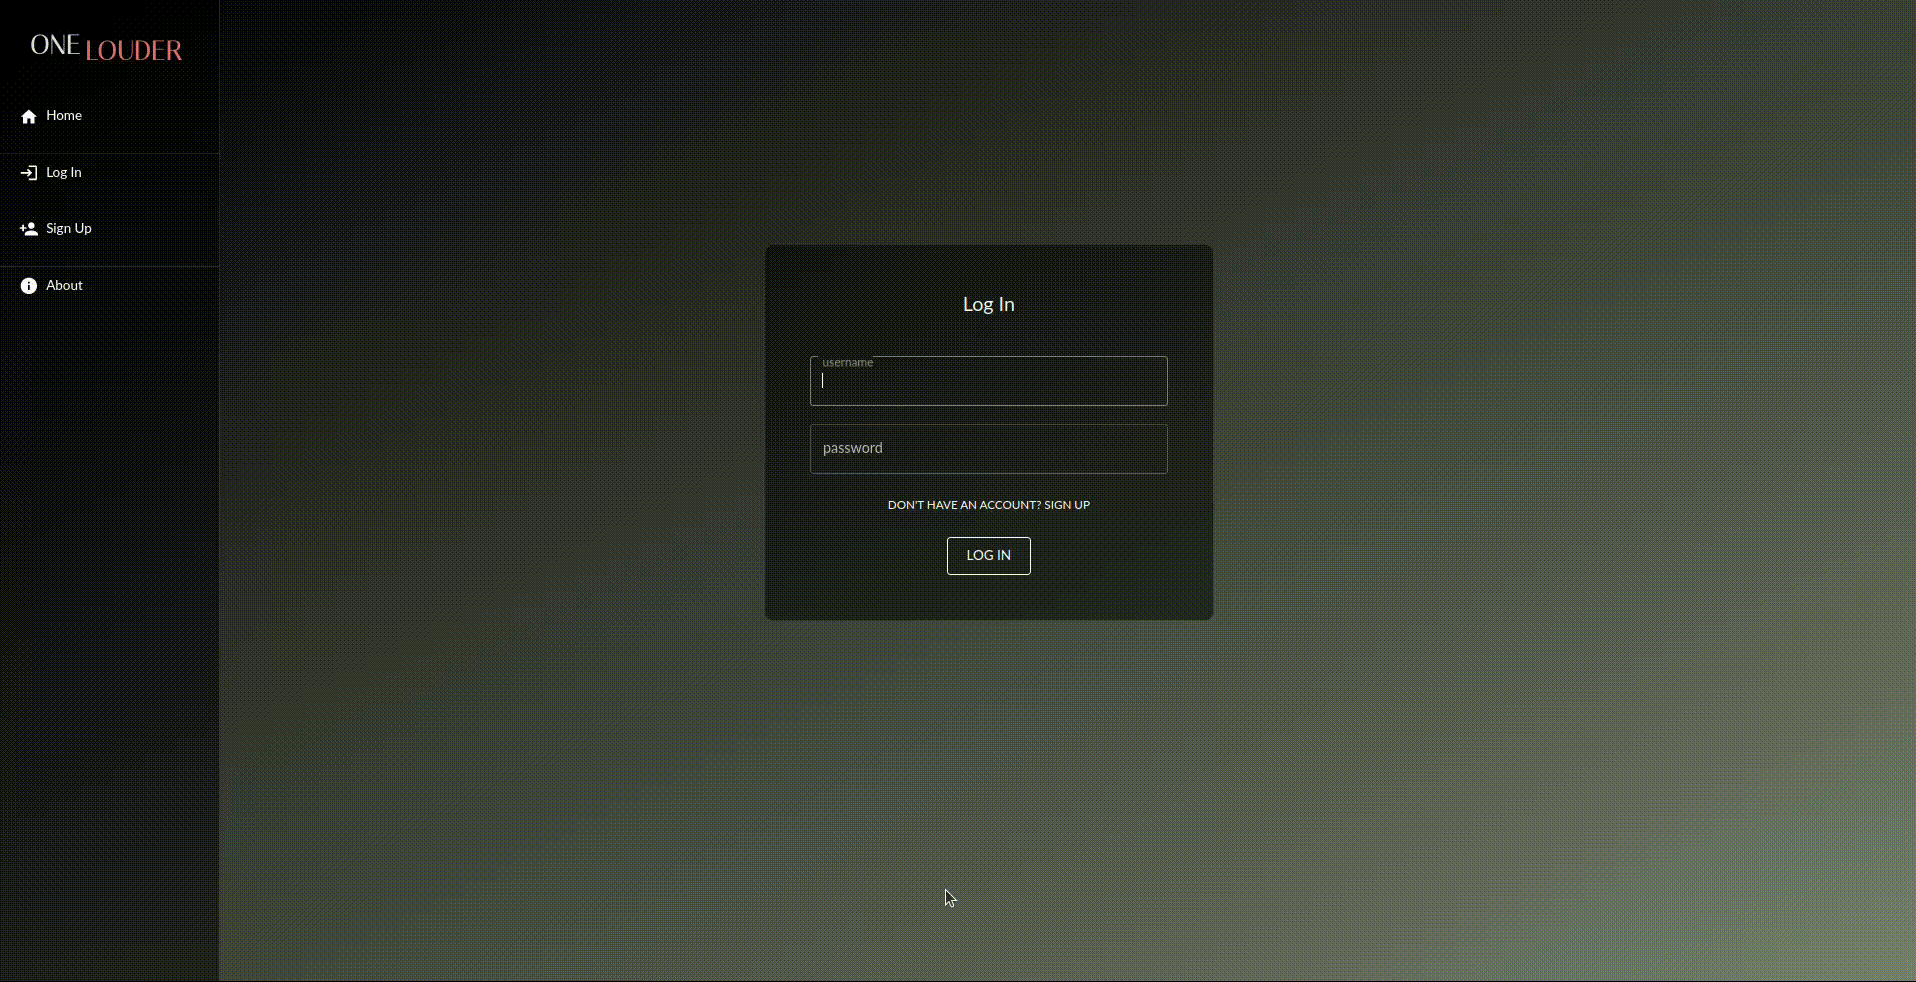 ONE LOUDER
Home
Log In
Sign Up
About
Log In
username
password
DON'T HAVE AN ACCOUNT? SIGN UP
LOG IN